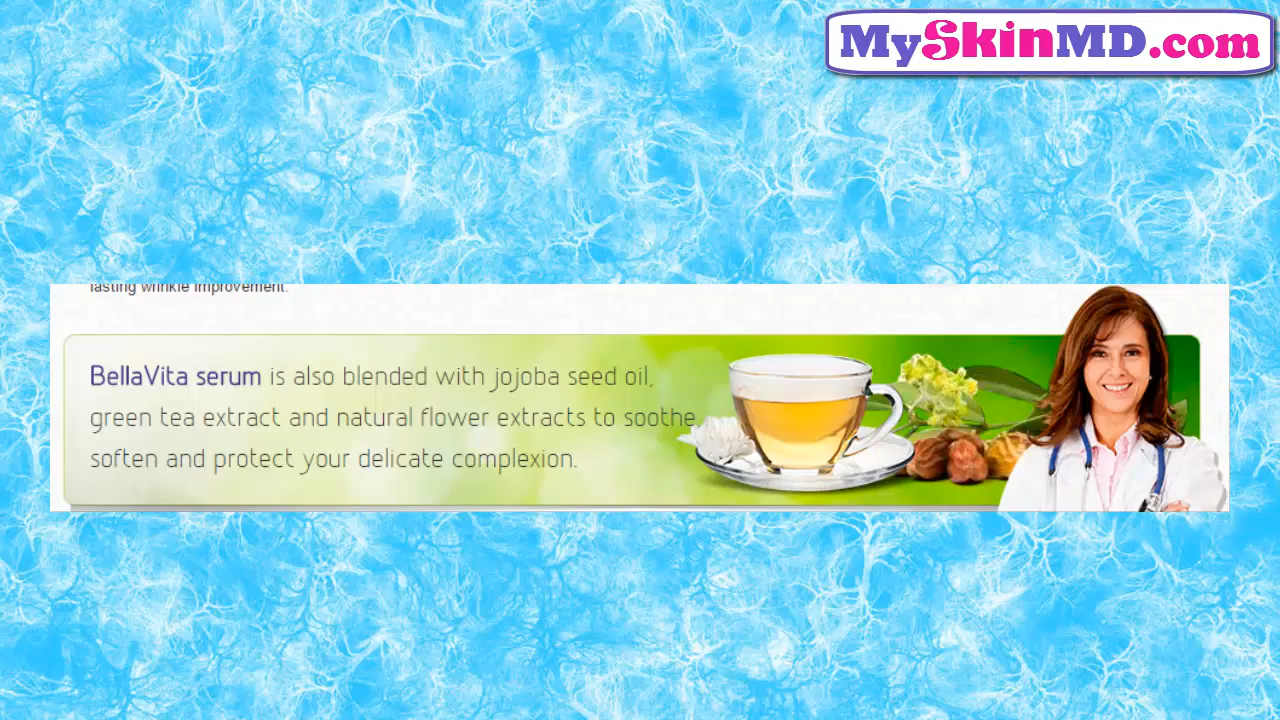 MySkinMD.com
lasting wrinkle improvement.
BellaVita serum is also blended with jojoba seed oil,
green tea extract and natural flower extracts to soothe,
soften and protect your delicate complexion.